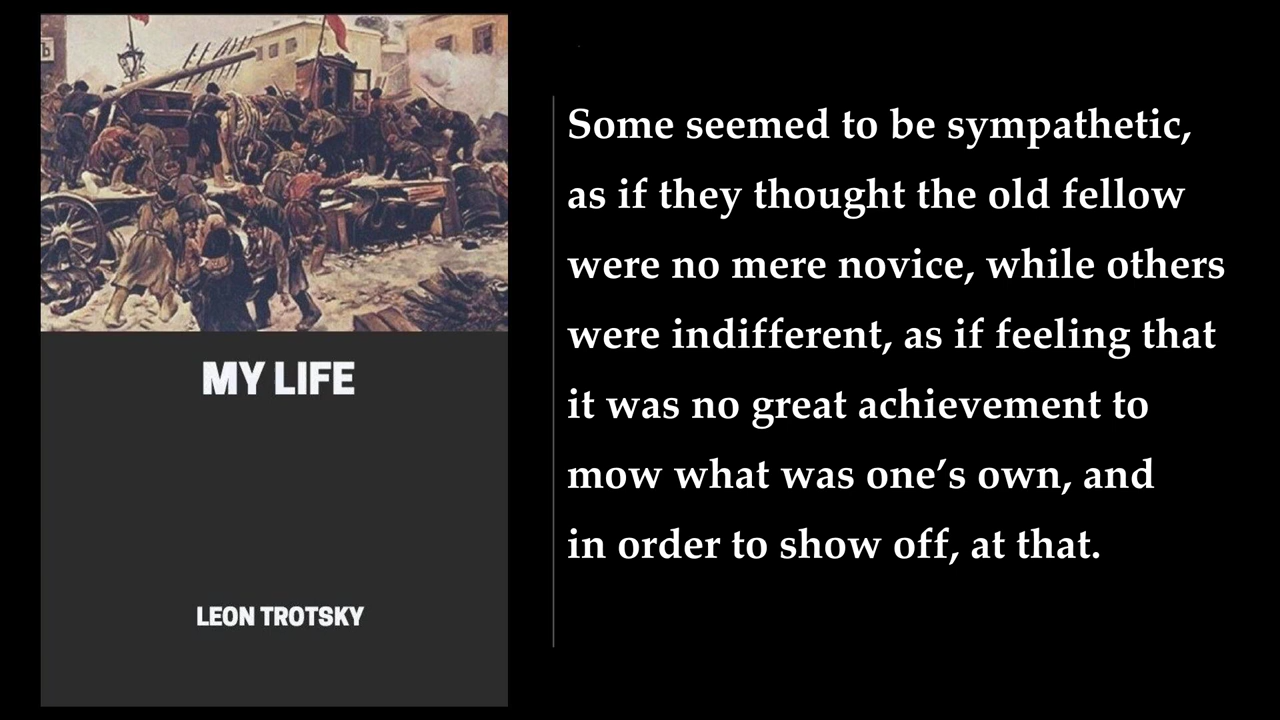 MY LIFE
LEON TROTSKY
Some seemed to be sympathetic,
as if they thought the old fellow
were no mere novice, while others
were indifferent, as if feeling that
it was no great achievement to
mow what was one’s own, and
in order to show off, at that.